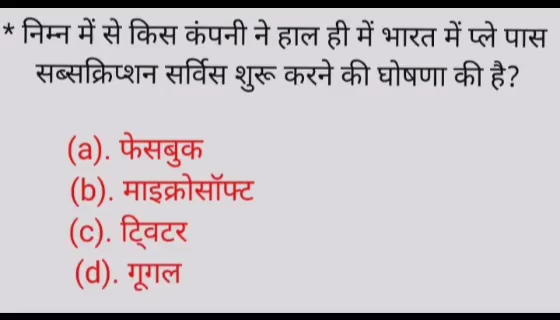 * निम्न में से किस कंपनी ने हाल ही में भारत में प्ले पास
सब्सक्रिप्शन सर्विस शुरू करने की घोषणा की है?
(a). फेसबुक
(b). माइक्रोसॉफ्ट
(c). ट्विटर
(d). गूगल